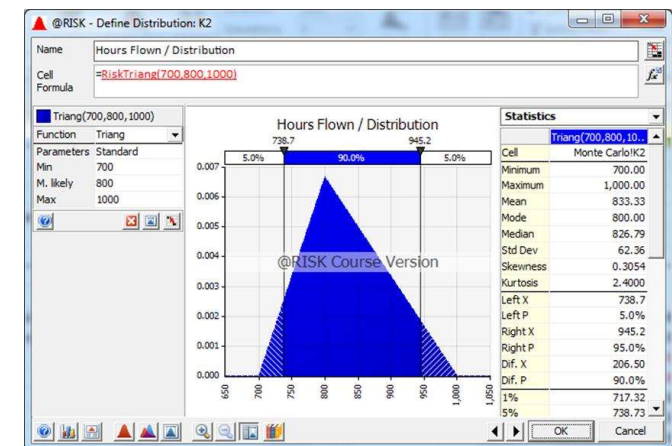 @RISK - Define Distribution: K2
Name
Hours Flown / Distribution
Cell Formula
=RiskTriang(700,800,1000)
Triang(700,800,1000)
Function Triang
Parameters Standard
Min 700
M. likely 800
Max 1000
Hours Flown / Distribution
738.7 945.2
5.0% 90.0% 5.0%
0.007
0.006
0.005
0.004
0.003
0.002
0.001
0.000
@RISK Course Version
650 700 750 800 850 900 950 1,000 1,050
Statistics
Triang(700,800,10...
Cell Monte Carlo!K2
Minimum 700.00
Maximum 1,000.00
Mean 833.33
Mode 800.00
Median 826.79
Std Dev 62.36
Skewness 0.3054
Kurtosis 2.4000
Left X 738.7
Left P 5.0%
Right X 945.2
Right P 95.0%
Dif. X 206.50
Dif. P 90.0%
1% 717.32
5% 738.73
OK Cancel